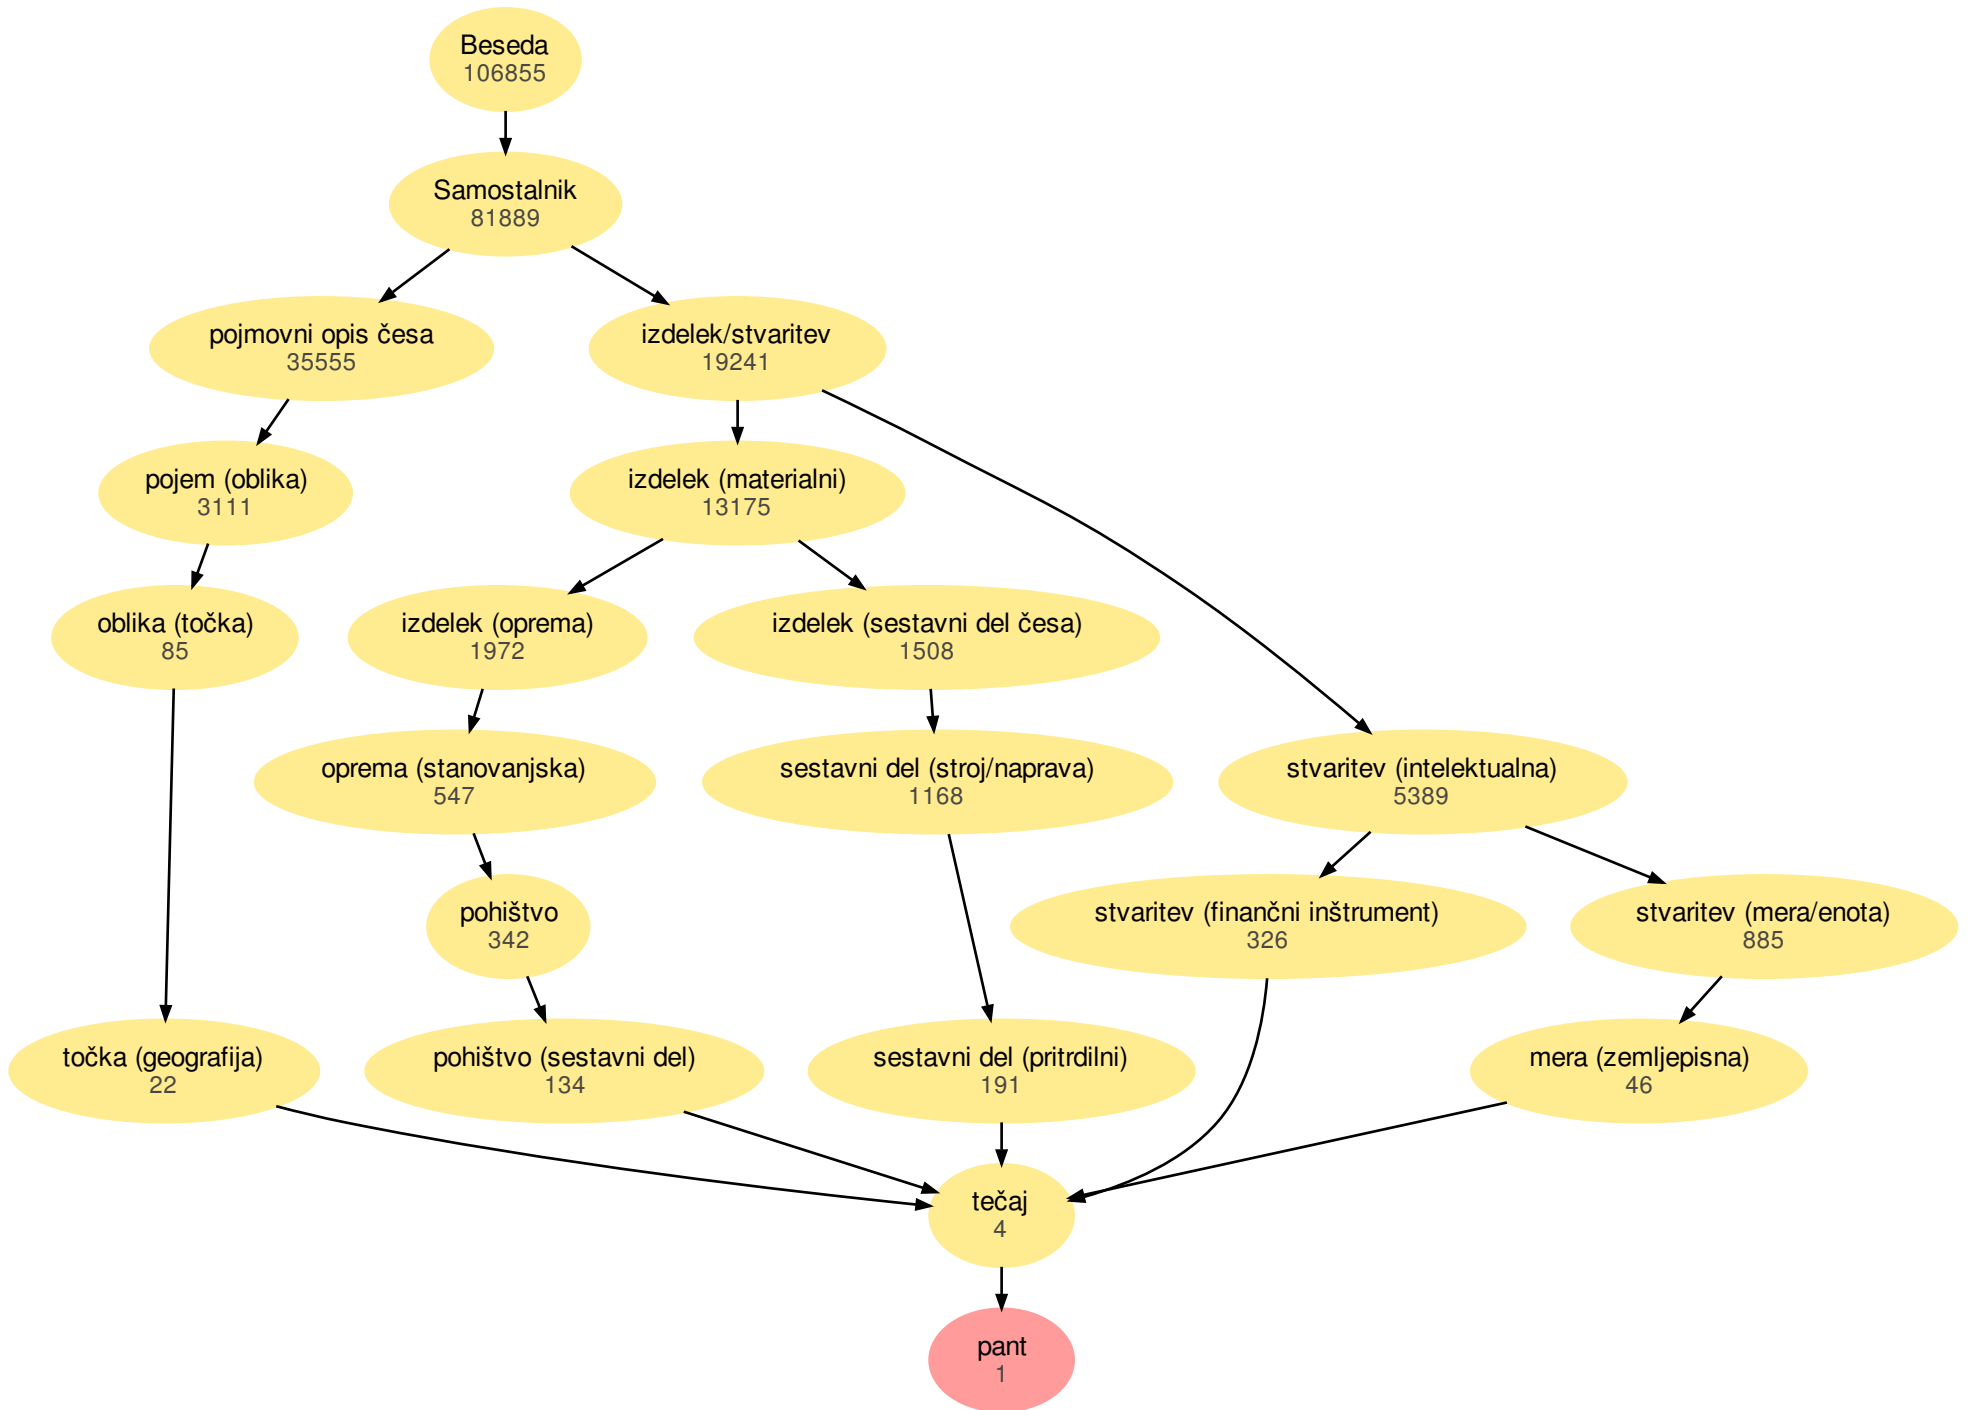 Beseda
106855
Samostalnik
81889
pojmovni opis česa
35555
izdelek/stvaritev
19241
pojem (oblika)
3111
izdelek (materialni)
13175
oblika (točka)
85
izdelek (oprema)
1972
izdelek (sestavni del česa)
1508
oprema (stanovanjska)
547
sestavni del (stroj/naprava)
1168
stvaritev (intelektualna)
5389
pohištvo
342
stvaritev (finančni inštrument)
326
stvaritev (mera/enota)
885
točka (geografija)
22
pohištvo (sestavni del)
134
sestavni del (pritrdilni)
191
mera (zemljepisna)
46
tečaj
4
pant
1